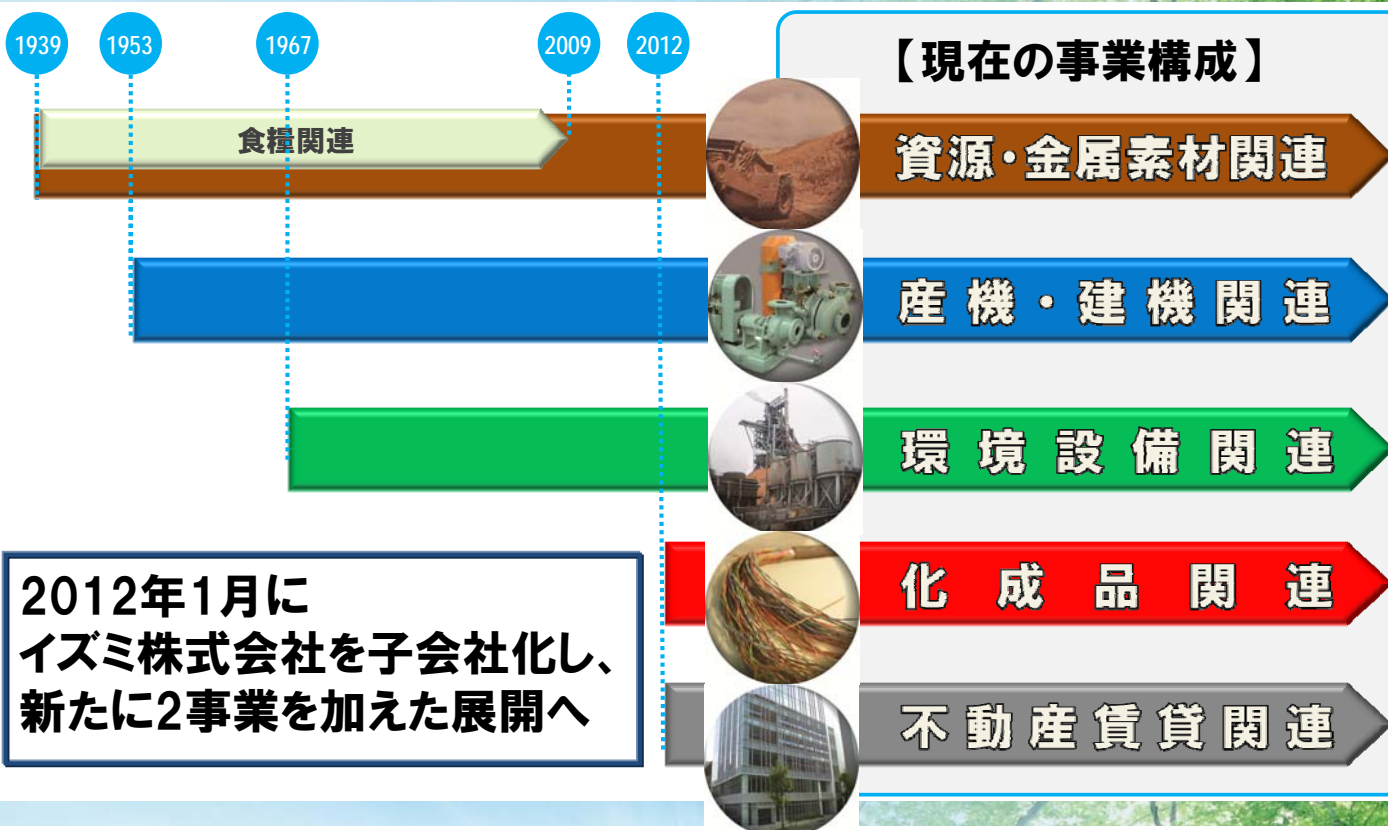 1939
1953
1967
2009
2012
【現在の事業構成】
食糧関連
資源・金属素材関連
産機・建機関連
環境設備関連
化成品関連
不動産賃貸関連
2012年1月に
イズミ株式会社を子会社化し、
新たに2事業を加えた展開へ